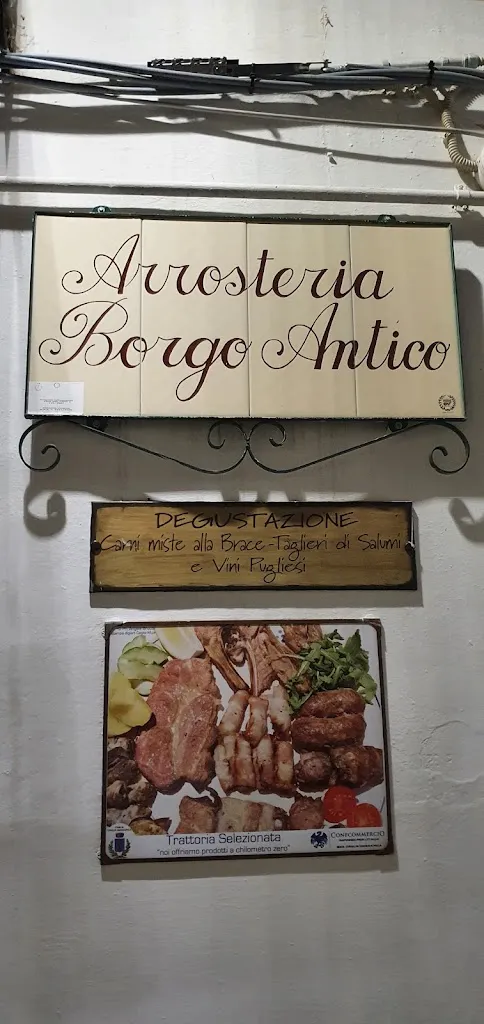 Arrosteria
Borgo Antico
DEGUSTAZIONE
Carni miste alla Brace-Taglieri di Salumi
e Vini Pugliesi
Trattoria Selezionata
"noi offriamo prodotti a chilometro zero"
CONFCOMMERCIO